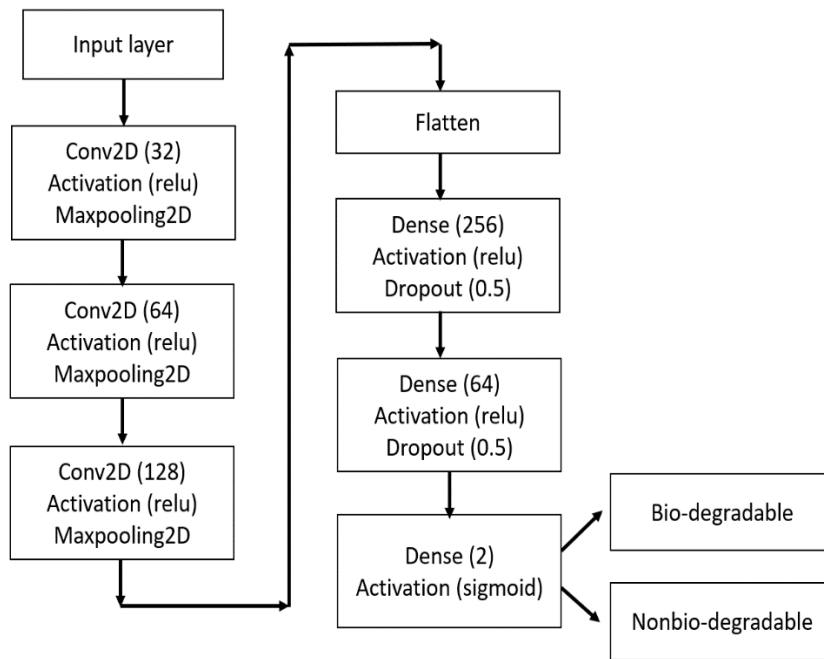 Input layer
Conv2D (32)
Activation (relu)
Maxpooling2D
Conv2D (64)
Activation (relu)
Maxpooling2D
Conv2D (128)
Activation (relu)
Maxpooling2D
Flatten
Dense (256)
Activation (relu)
Dropout (0.5)
Dense (64)
Activation (relu)
Dropout (0.5)
Dense (2)
Activation (sigmoid)
Bio-degradable
Nonbio-degradable